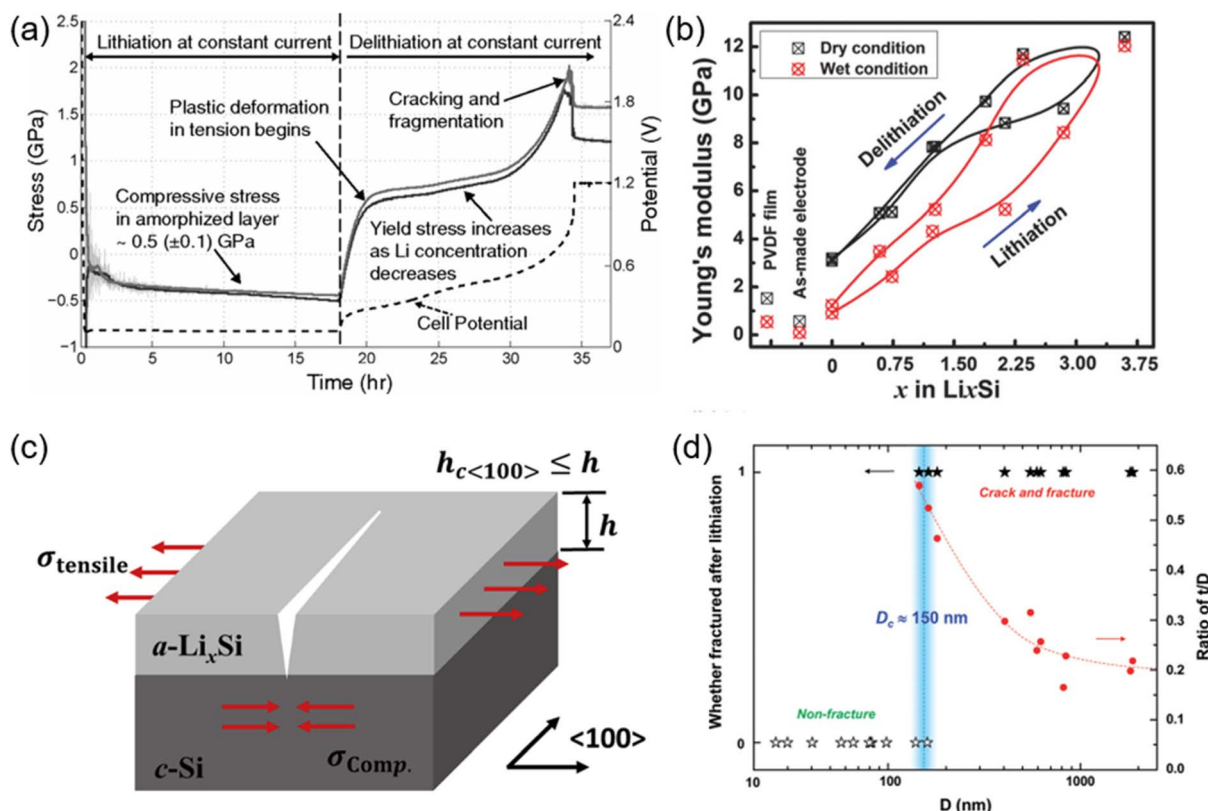 (a)
Lithiation at constant current
Delithiation at constant current
Plastic deformation
in tension begins
Cracking and
fragmentation
Compressive stress
in amorphized layer
~ 0.5 (±0.1) GPa
Yield stress increases
as Li concentration
decreases
Cell Potential
Stress (GPa)
2.5
2
1.5
1
0.5
0
-0.5
-1
Potential (V)
2.4
1.8
1.2
0.6
0
0
5
10
15
20
25
30
35
Time (hr)
(b)
Dry condition
Wet condition
Delithiation
Lithiation
PVDF film
As-made electrode
Young's modulus (GPa)
12
10
8
6
4
2
0
0
0.75
1.50
2.25
3.00
3.75
x in LixSi
(c)
hc<100> ≤ h
h
σtensile
a-LixSi
c-Si
σComp.
<100>
(d)
Whether fractured after lithiation
1
0
Crack and fracture
Dc ≈ 150 nm
Non-fracture
Ratio of t/D
0.6
0.5
0.4
0.3
0.2
0.1
0.0
10
100
1000
D (nm)